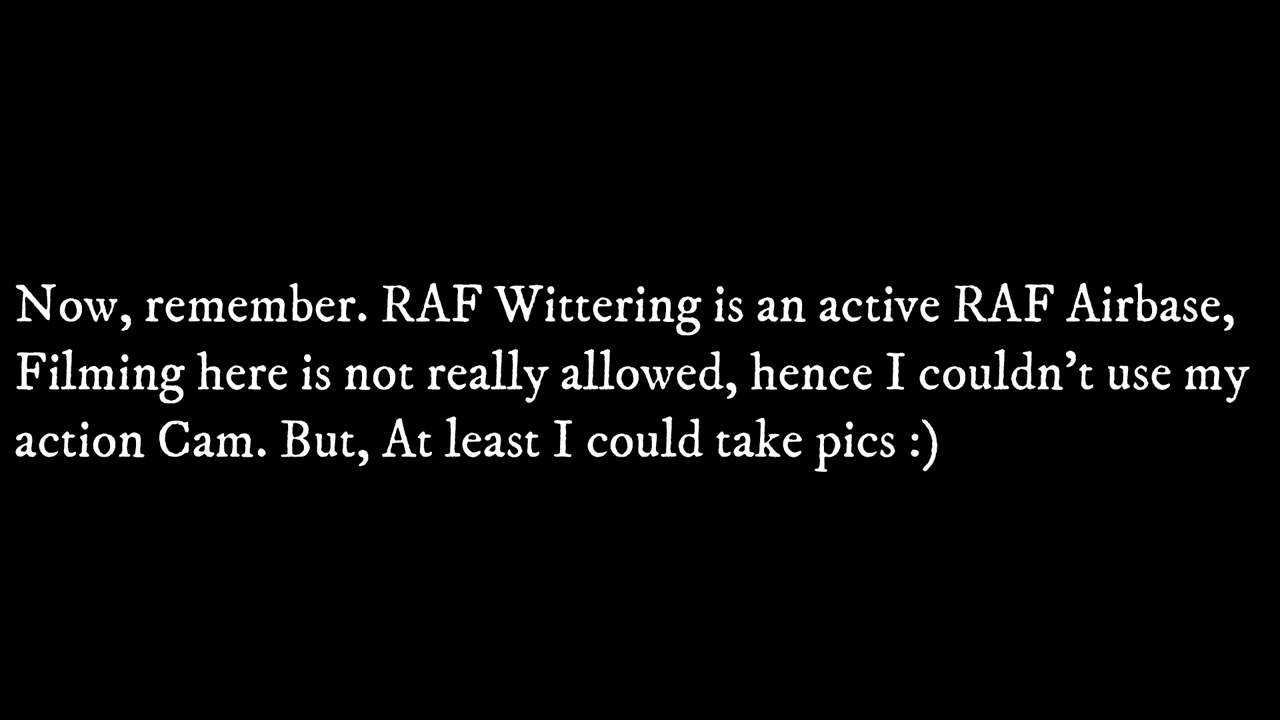 Now, remember. RAF Wittering is an active RAF Airbase,
Filming here is not really allowed, hence I couldn’t use my
action Cam. But, At least I could take pics :)